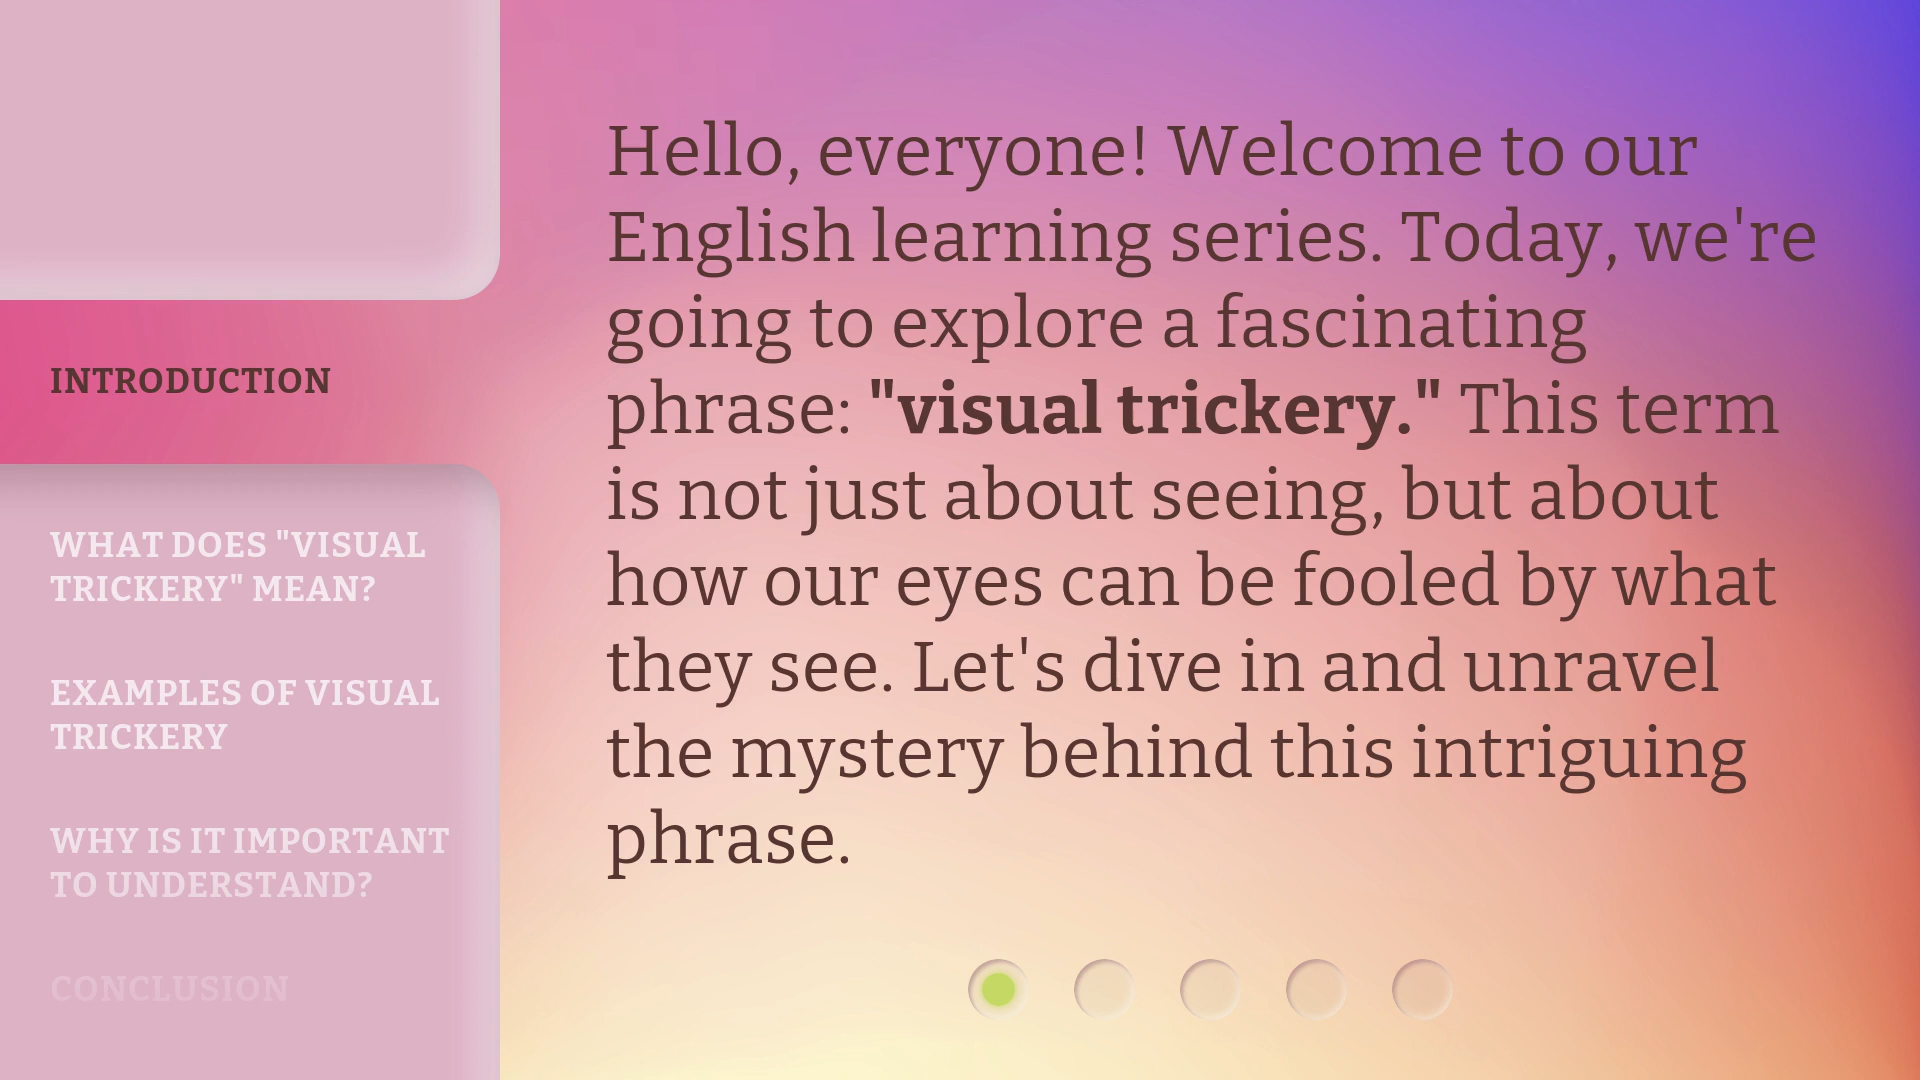 INTRODUCTION
WHAT DOES "VISUAL
TRICKERY" MEAN?
EXAMPLES OF VISUAL
TRICKERY
WHY IS IT IMPORTANT
TO UNDERSTAND?
CONCLUSION
Hello, everyone! Welcome to our
English learning series. Today, we're
going to explore a fascinating
phrase: "visual trickery." This term
is not just about seeing, but about
how our eyes can be fooled by what
they see. Let's dive in and unravel
the mystery behind this intriguing
phrase.